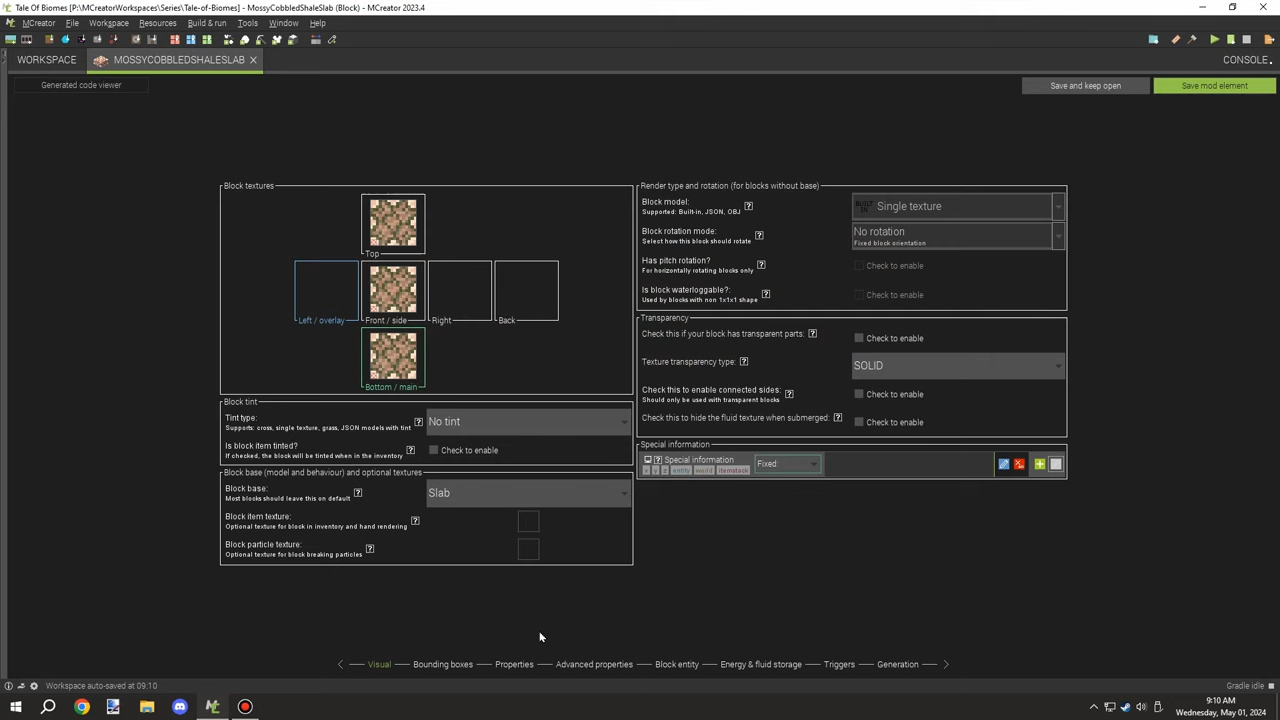 Tale Of Biomes [P:\MCreatorWorkspaces\Series\Tale-of-Biomes] - MossyCobbledShaleSlab (Block) - MCreator 2023.4
MCreator File Workspace Resources Build & run Tools Window Help
WORKSPACE MOSSYCOBBLEDSHALESLAB CONSOLE
Generated code viewer Save and keep open Save mod element
Block textures
Top
Left / overlay Front / side Right Back
Bottom / main
Block tint
Tint type: ? No tint
Supports: cross, single texture, grass, JSON models with tint
Is block item tinted? ? Check to enable
If checked, the block will be tinted when in the inventory
Block base (model and behaviour) and optional textures
Block base: ? Slab
Most blocks should leave this on default
Block item texture: ?
Optional texture for block in inventory and hand rendering
Block particle texture: ?
Optional texture for block breaking particles
Render type and rotation (for blocks without base)
Block model: ? BUILT IN Single texture
Supported: Built-in, JSON, OBJ
Block rotation mode: ? No rotation
Select how this block should rotate Fixed block orientation
Has pitch rotation? ? Check to enable
For horizontally rotating blocks only
Is block waterloggable?: ? Check to enable
Used by blocks with non 1x1x1 shape
Transparency
Check this if your block has transparent parts: ? Check to enable
Texture transparency type: ? SOLID
Check this to enable connected sides: ? Check to enable
Should only be used with transparent blocks
Check this to hide the fluid texture when submerged: ? Check to enable
Special information
? Special information Fixed:
x y z entity world itemstack
Visual Bounding boxes Properties Advanced properties Block entity Energy & fluid storage Triggers Generation
Workspace auto-saved at 09:10 Gradle idle
9:10 AM
Wednesday, May 01, 2024